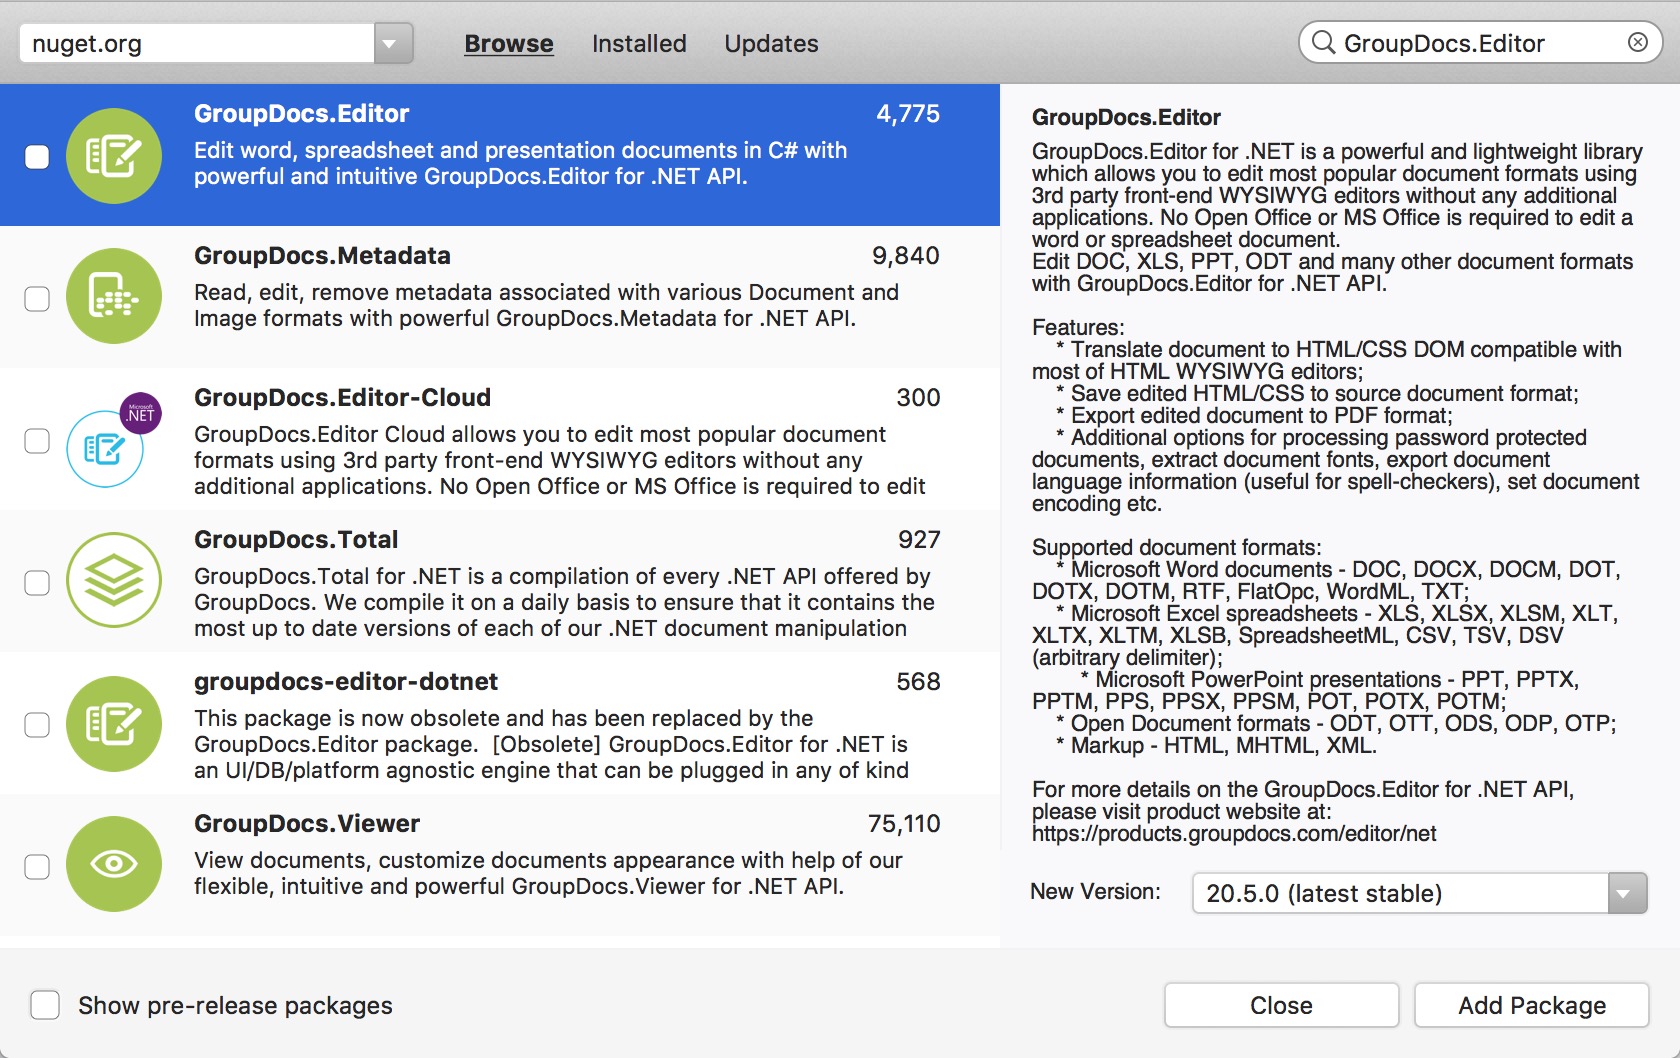 nuget.org
Browse
Installed
Updates
GroupDocs.Editor
GroupDocs.Editor
4,775
Edit word, spreadsheet and presentation documents in C# with
powerful and intuitive GroupDocs.Editor for .NET API.
GroupDocs.Metadata
9,840
Read, edit, remove metadata associated with various Document and
Image formats with powerful GroupDocs.Metadata for .NET API.
Microsoft
.NET
GroupDocs.Editor-Cloud
300
GroupDocs.Editor Cloud allows you to edit most popular document
formats using 3rd party front-end WYSIWYG editors without any
additional applications. No Open Office or MS Office is required to edit
GroupDocs.Total
927
GroupDocs.Total for .NET is a compilation of every .NET API offered by
GroupDocs. We compile it on a daily basis to ensure that it contains the
most up to date versions of each of our .NET document manipulation
groupdocs-editor-dotnet
568
This package is now obsolete and has been replaced by the
GroupDocs.Editor package.  [Obsolete] GroupDocs.Editor for .NET is
an UI/DB/platform agnostic engine that can be plugged in any of kind
GroupDocs.Viewer
75,110
View documents, customize documents appearance with help of our
flexible, intuitive and powerful GroupDocs.Viewer for .NET API.
GroupDocs.Editor
GroupDocs.Editor for .NET is a powerful and lightweight library
which allows you to edit most popular document formats using
3rd party front-end WYSIWYG editors without any additional
applications. No Open Office or MS Office is required to edit a
word or spreadsheet document.
Edit DOC, XLS, PPT, ODT and many other document formats
with GroupDocs.Editor for .NET API.
Features:
* Translate document to HTML/CSS DOM compatible with
most of HTML WYSIWYG editors;
* Save edited HTML/CSS to source document format;
* Export edited document to PDF format;
* Additional options for processing password protected
documents, extract document fonts, export document
language information (useful for spell-checkers), set document
encoding etc.
Supported document formats:
* Microsoft Word documents - DOC, DOCX, DOCM, DOT,
DOTX, DOTM, RTF, FlatOpc, WordML, TXT;
* Microsoft Excel spreadsheets - XLS, XLSX, XLSM, XLT,
XLTX, XLTM, XLSB, SpreadsheetML, CSV, TSV, DSV
(arbitrary delimiter);
* Microsoft PowerPoint presentations - PPT, PPTX,
PPTM, PPS, PPSX, PPSM, POT, POTX, POTM;
* Open Document formats - ODT, OTT, ODS, ODP, OTP;
* Markup - HTML, MHTML, XML.
For more details on the GroupDocs.Editor for .NET API,
please visit product website at:
https://products.groupdocs.com/editor/net
New Version:
20.5.0 (latest stable)
Show pre-release packages
Close
Add Package